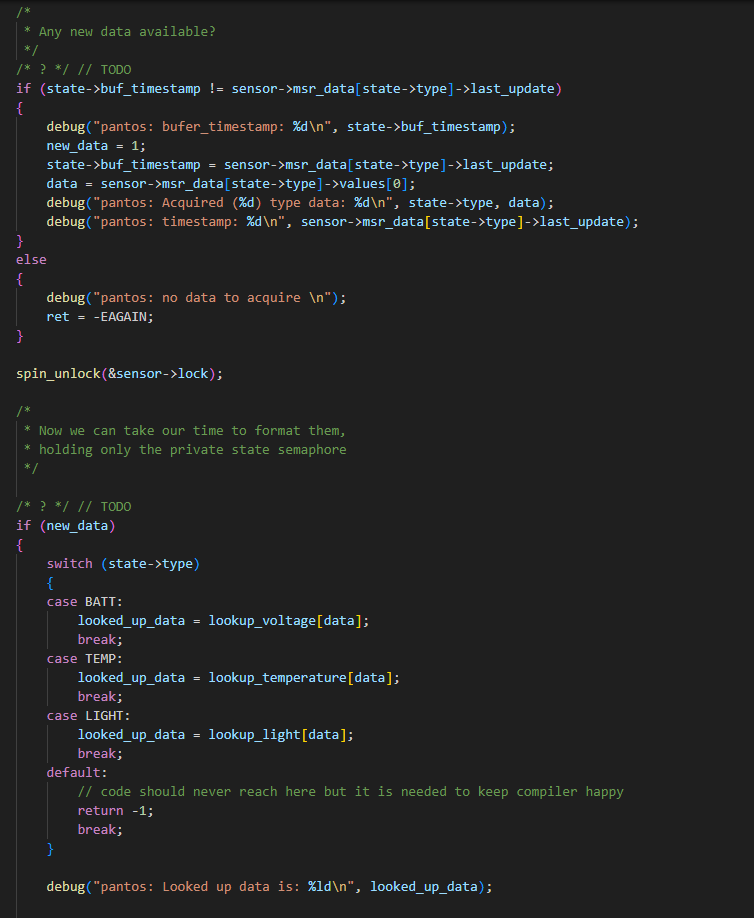 /*
 * Any new data available?
 */
/* ? */ // TODO
if (state->buf_timestamp != sensor->msr_data[state->type]->last_update)
{
    debug("pantos: bufer_timestamp: %d\n", state->buf_timestamp);
    new_data = 1;
    state->buf_timestamp = sensor->msr_data[state->type]->last_update;
    data = sensor->msr_data[state->type]->values[0];
    debug("pantos: Acquired (%d) type data: %d\n", state->type, data);
    debug("pantos: timestamp: %d\n", sensor->msr_data[state->type]->last_update);
}
else
{
    debug("pantos: no data to acquire \n");
    ret = -EAGAIN;
}

spin_unlock(&sensor->lock);

/*
 * Now we can take our time to format them,
 * holding only the private state semaphore
 */

/* ? */ // TODO
if (new_data)
{
    switch (state->type)
    {
    case BATT:
        looked_up_data = lookup_voltage[data];
        break;
    case TEMP:
        looked_up_data = lookup_temperature[data];
        break;
    case LIGHT:
        looked_up_data = lookup_light[data];
        break;
    default:
        // code should never reach here but it is needed to keep compiler happy
        return -1;
        break;
    }

    debug("pantos: Looked up data is: %ld\n", looked_up_data);